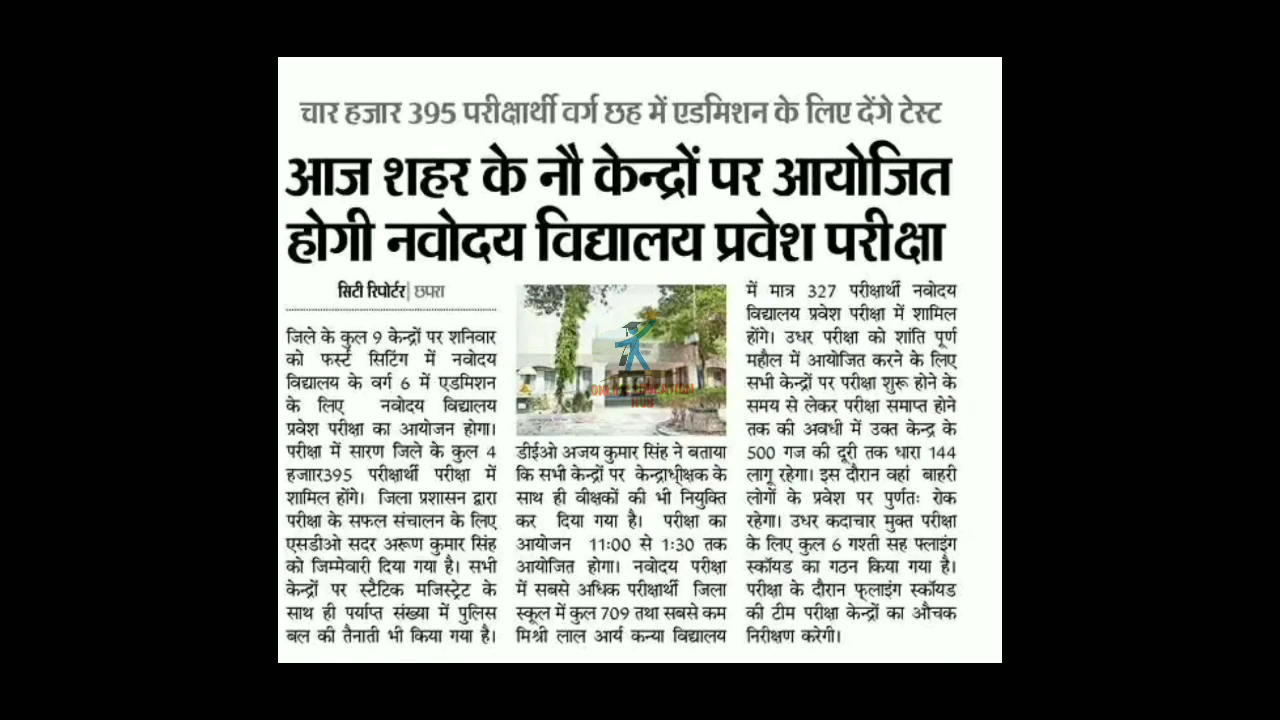 चार हजार 395 परीक्षार्थी वर्ग छह में एडमिशन के लिए देंगे टेस्ट
आज शहर के नौ केन्द्रों पर आयोजित
होगी नवोदय विद्यालय प्रवेश परीक्षा
सिटी रिपोर्टर| छपरा
जिले के कुल 9 केन्द्रों पर शनिवार
को फर्स्ट सिटिंग में नवोदय
विद्यालय के वर्ग 6 में एडमिशन
के लिए नवोदय विद्यालय
प्रवेश परीक्षा का आयोजन होगा।
परीक्षा में सारण जिले के कुल 4
हजाार395 परीक्षार्थी परीक्षा में
शामिल होंगे। जिला प्रशासन द्वारा
परीक्षा के सफल संचालन के लिए
एसडीओ सदर अरूण कुमार सिंह
को जिम्मेवारी दिया गया है। सभी
केन्द्रों पर स्टैटिक मजिस्ट्रेट के
साथ ही पर्याप्त संख्या में पुलिस
बल की तैनाती भी किया गया है।
डीईओ अजय कुमार सिंह ने बताया
कि सभी केन्द्रों पर केन्द्राधीक्षक के
साथ ही वीक्षकों की भी नियुक्ति
कर दिया गया है। परीक्षा का
आयोजन 11:00 से 1:30 तक
आयोजित होगा। नवोदय परीक्षा
में सबसे अधिक परीक्षार्थी जिला
स्कूल में कुल 709 तथा सबसे कम
मिश्री लाल आर्य कन्या विद्यालय
में मात्र 327 परीक्षार्थी नवोदय
विद्यालय प्रवेश परीक्षा में शामिल
होंगे। उधर परीक्षा को शांति पूर्ण
महौल में आयोजित करने के लिए
सभी केन्द्रों पर परीक्षा शुरू होने के
समय से लेकर परीक्षा समाप्त होने
तक की अवधी में उक्त केन्द्र के
500 गज की दूरी तक धारा 144
लागू रहेगा। इस दौरान वहां बाहरी
लोगों के प्रवेश पर पुर्णतः रोक
रहेगा। उधर कदाचार मुक्त परीक्षा
के लिए कुल 6 गश्ती सह फ्लाइंग
स्कॉयड का गठन किया गया है।
परीक्षा के दौरान फ्लाइंग स्कॉयड
की टीम परीक्षा केन्द्रों का औचक
निरीक्षण करेगी।